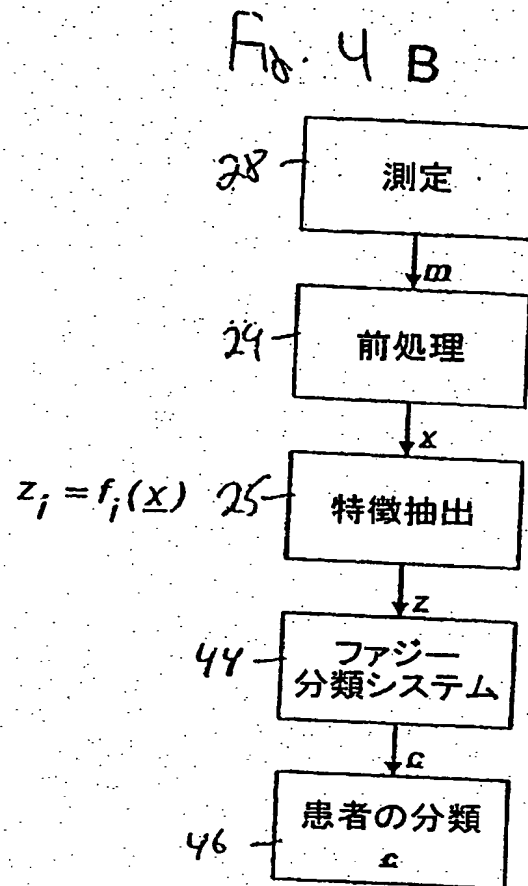 Fig. 4 B
28
測定
m
24
前処理
x
z_i = f_i(x) 25
特徴抽出
z
44
ファジー
分類システム
c
46
患者の分類
c